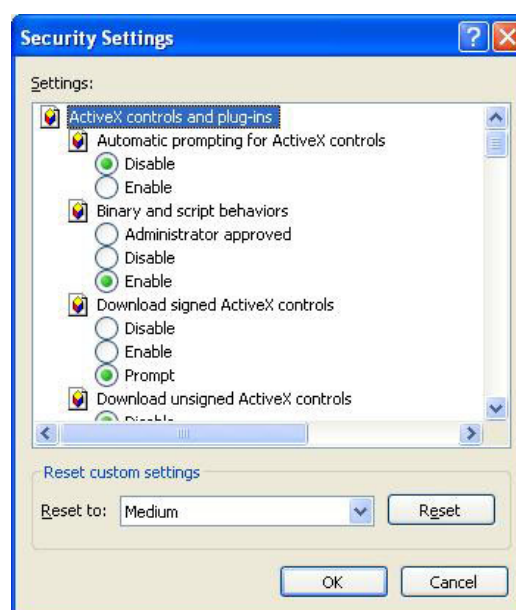 Security Settings
Settings:
ActiveX controls and plug-ins
Automatic prompting for ActiveX controls
Disable
Enable
Binary and script behaviors
Administrator approved
Disable
Enable
Download signed ActiveX controls
Disable
Enable
Prompt
Download unsigned ActiveX controls
Disable
Reset custom settings
Reset to: Medium Reset
OK Cancel